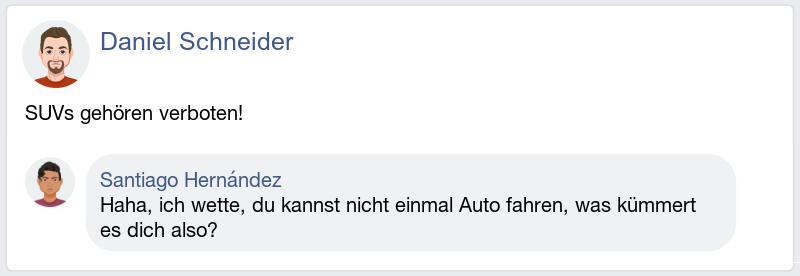 Daniel Schneider
SUVs gehören verboten!
Santiago Hernández
Haha, ich wette, du kannst nicht einmal Auto fahren, was kümmert
es dich also?